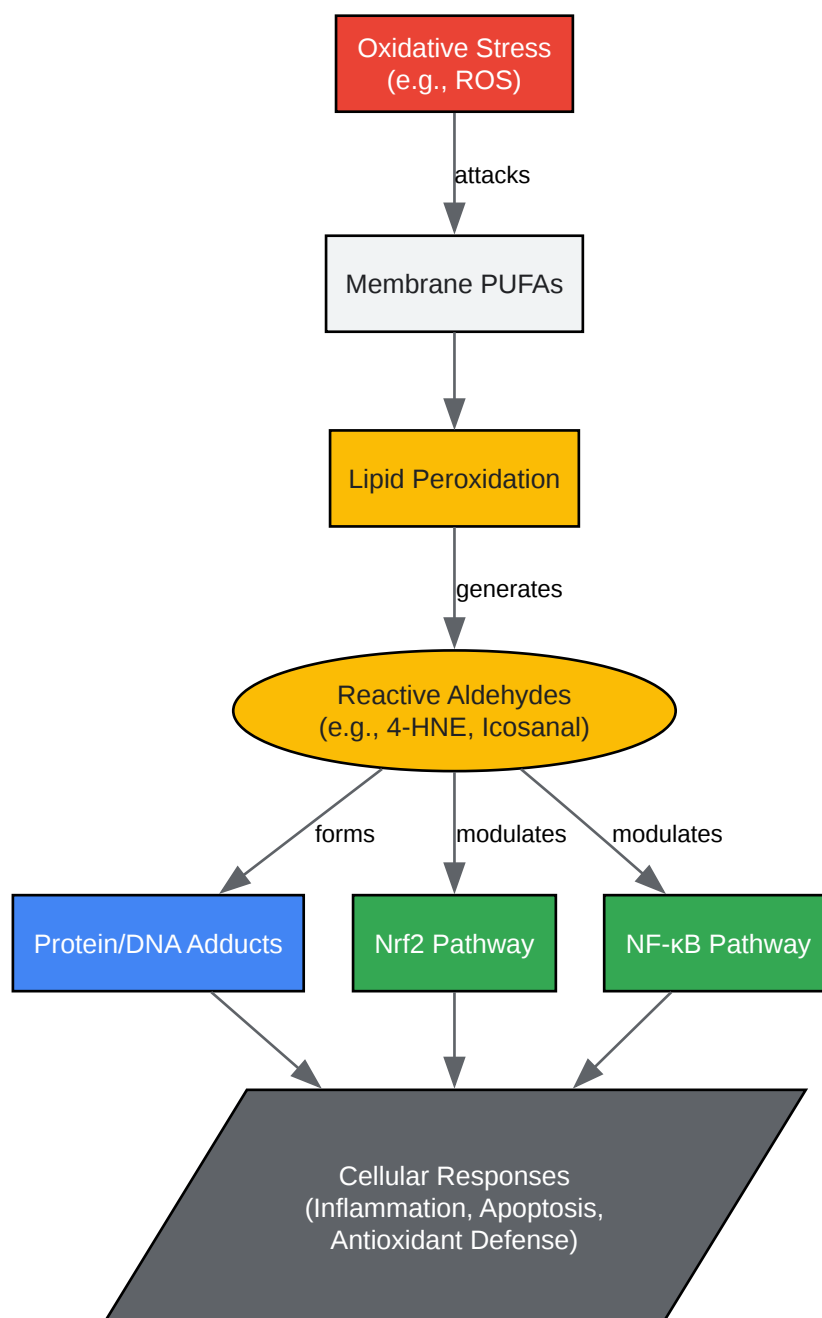 Oxidative Stress
(e.g., ROS)
attacks
Membrane PUFAs
Lipid Peroxidation
generates
Reactive Aldehydes
(e.g., 4-HNE, Icosanal)
forms
modulates
modulates
Protein/DNA Adducts
Nrf2 Pathway
NF-κB Pathway
Cellular Responses
(Inflammation, Apoptosis,
Antioxidant Defense)